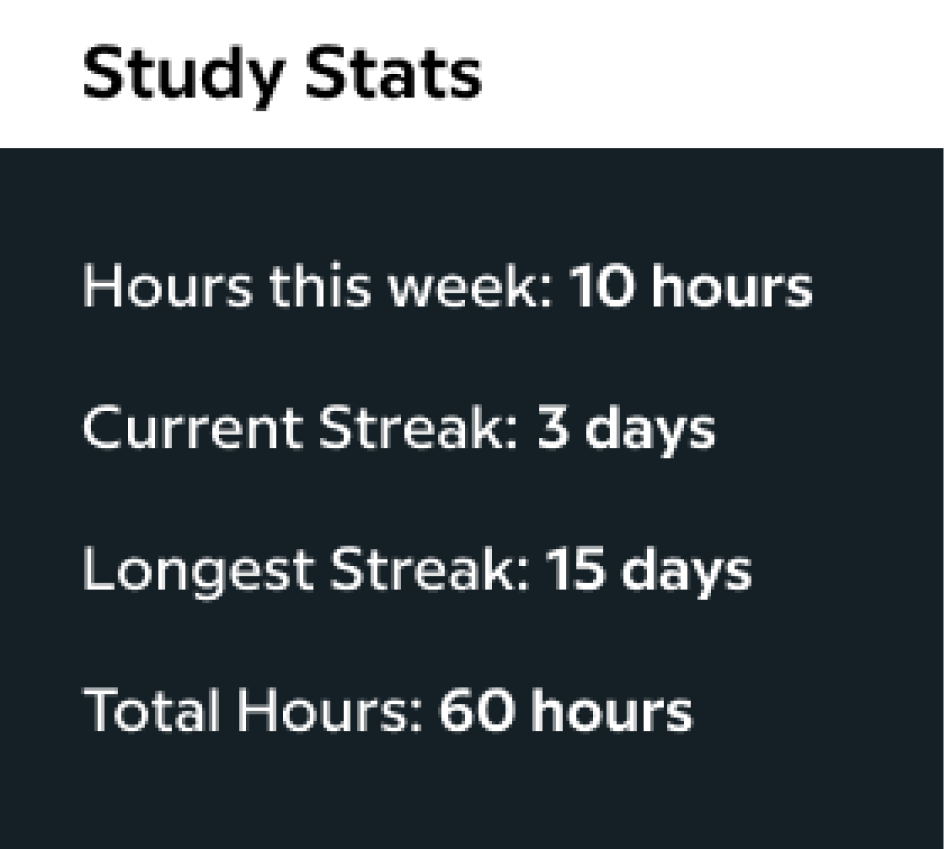 Study Stats
Hours this week: 10 hours
Current Streak: 3 days
Longest Streak: 15 days
Total Hours: 60 hours